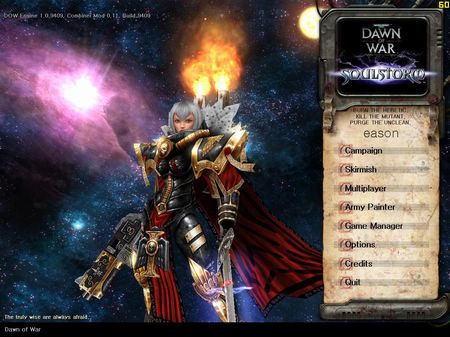 DOW Engine 1.0.9409, Combiner Mod 0.11, Build.9409
60
DAWN
OF
WAR
SOULSTORM
BURN THE HERETIC.
KILL THE MUTANT,
PURGE THE UNCLEAN.
eason
Campaign
Skirmish
Multiplayer
Army Painter
Game Manager
Options
Credits
Quit
The truly wise are always afraid.
Dawn of War